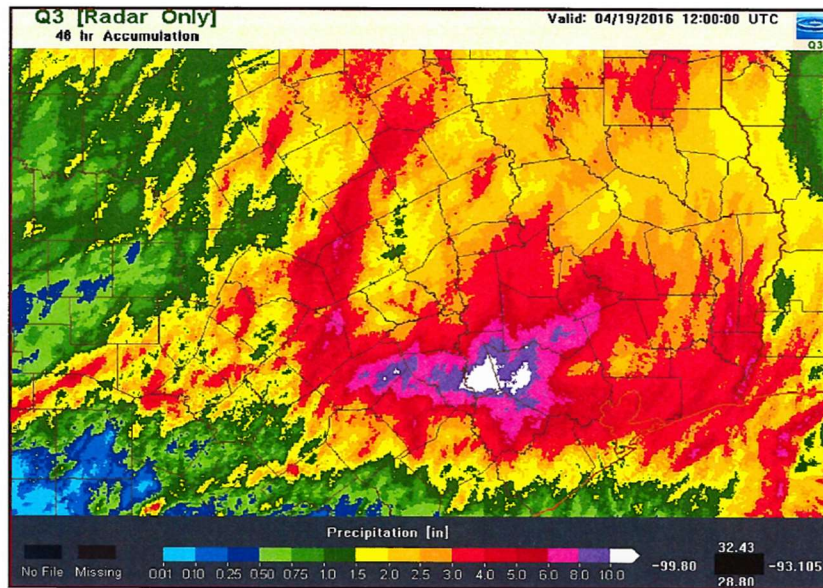 Q3 [Radar Only]
48 hr Accumulation
Valid: 04/19/2016 12:00:00 UTC
Q3
Precipitation [in]
No File
Missing
0.01 0.10 0.25 0.50 0.75 1.0 1.5 2.0 2.5 3.0 4.0 5.0 6.0 8.0 10.0
32.43
-99.80
-93.105
28.80